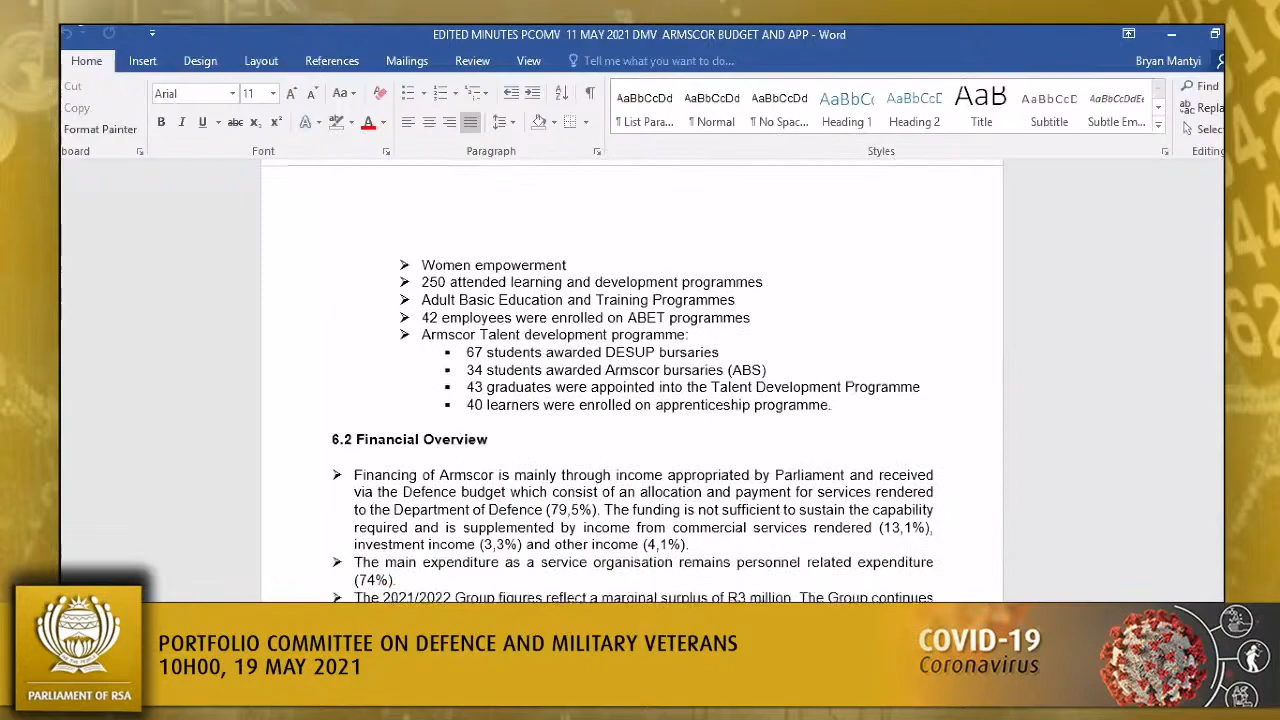 EDITED MINUTES PCOMV 11 MAY 2021 DMV ARMSCOR BUDGET AND APP - Word
Home Insert Design Layout References Mailings Review View Tell me what you want to do... Bryan Mantyi
Cut
Copy
Format Painter
board
Arial 11
Font
Paragraph
AaBbCcDd AaBbCcDd AaBbCcDd AaBbCc AaBbCcD AaB AaBbCcD AaBbCcDdEe
¶ List Para... ¶ Normal ¶ No Spac... Heading 1 Heading 2 Title Subtitle Subtle Em...
Styles
Find
Repla
Selec
Editing
➢ Women empowerment
➢ 250 attended learning and development programmes
➢ Adult Basic Education and Training Programmes
➢ 42 employees were enrolled on ABET programmes
➢ Armscor Talent development programme:
▪ 67 students awarded DESUP bursaries
▪ 34 students awarded Armscor bursaries (ABS)
▪ 43 graduates were appointed into the Talent Development Programme
▪ 40 learners were enrolled on apprenticeship programme.
6.2 Financial Overview
➢ Financing of Armscor is mainly through income appropriated by Parliament and received
via the Defence budget which consist of an allocation and payment for services rendered
to the Department of Defence (79,5%). The funding is not sufficient to sustain the capability
required and is supplemented by income from commercial services rendered (13,1%),
investment income (3,3%) and other income (4,1%).
➢ The main expenditure as a service organisation remains personnel related expenditure
(74%).
➢ The 2021/2022 Group figures reflect a marginal surplus of R3 million. The Group continues
PARLIAMENT OF RSA
PORTFOLIO COMMITTEE ON DEFENCE AND MILITARY VETERANS
10H00, 19 MAY 2021
COVID-19
Coronavirus